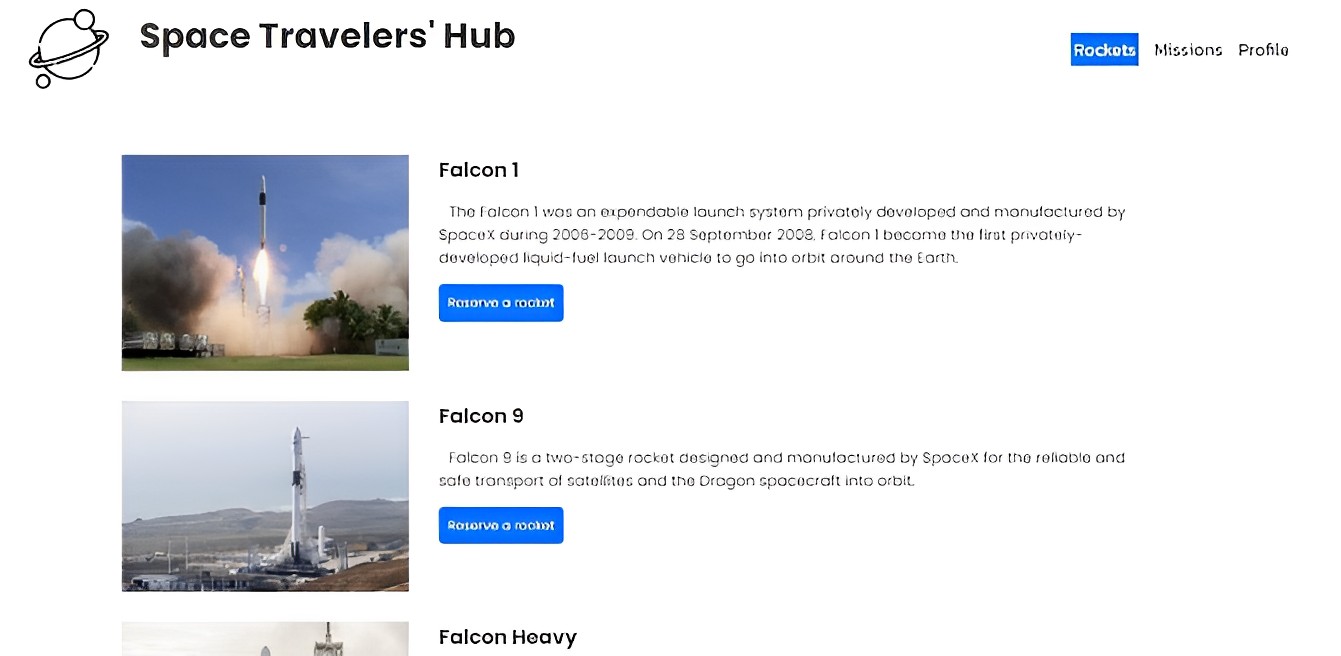 Space Travelers' Hub
Rockets Missions Profile
Falcon 1
The Falcon 1 was an expendable launch system privately developed and manufactured by
SpaceX during 2006-2009. On 28 September 2008, Falcon 1 became the first privately-
developed liquid-fuel launch vehicle to go into orbit around the Earth.
Reserve a rocket
Falcon 9
Falcon 9 is a two-stage rocket designed and manufactured by SpaceX for the reliable and
safe transport of satellites and the Dragon spacecraft into orbit.
Reserve a rocket
Falcon Heavy